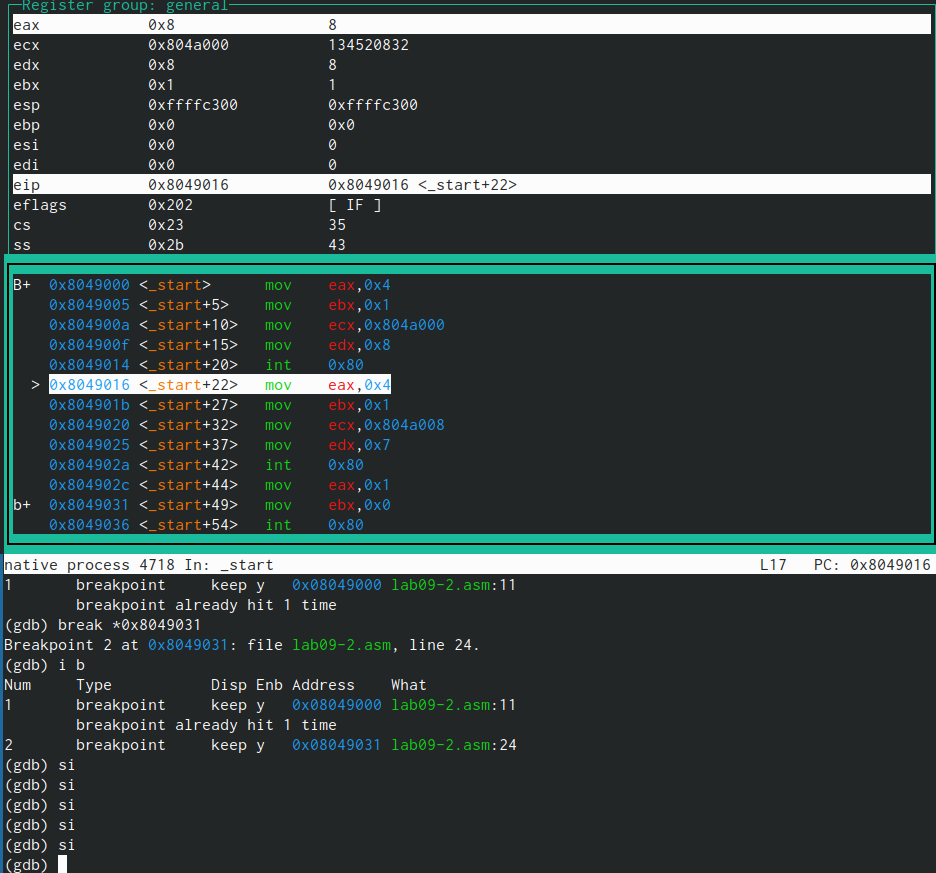 Register group: general
eax 0x8 8
ecx 0x804a000 134520832
edx 0x8 8
ebx 0x1 1
esp 0xffffc300 0xffffc300
ebp 0x0 0x0
esi 0x0 0
edi 0x0 0
eip 0x8049016 0x8049016 <_start+22>
eflags 0x202 [ IF ]
cs 0x23 35
ss 0x2b 43
B+ 0x8049000 <_start> mov eax,0x4
0x8049005 <_start+5> mov ebx,0x1
0x804900a <_start+10> mov ecx,0x804a000
0x804900f <_start+15> mov edx,0x8
0x8049014 <_start+20> int 0x80
> 0x8049016 <_start+22> mov eax,0x4
0x804901b <_start+27> mov ebx,0x1
0x8049020 <_start+32> mov ecx,0x804a008
0x8049025 <_start+37> mov edx,0x7
0x804902a <_start+42> int 0x80
0x804902c <_start+44> mov eax,0x1
b+ 0x8049031 <_start+49> mov ebx,0x0
0x8049036 <_start+54> int 0x80
native process 4718 In: _start L17 PC: 0x8049016
1 breakpoint keep y 0x08049000 lab09-2.asm:11
breakpoint already hit 1 time
(gdb) break *0x8049031
Breakpoint 2 at 0x8049031: file lab09-2.asm, line 24.
(gdb) i b
Num Type Disp Enb Address What
1 breakpoint keep y 0x08049000 lab09-2.asm:11
breakpoint already hit 1 time
2 breakpoint keep y 0x08049031 lab09-2.asm:24
(gdb) si
(gdb) si
(gdb) si
(gdb) si
(gdb) si
(gdb)